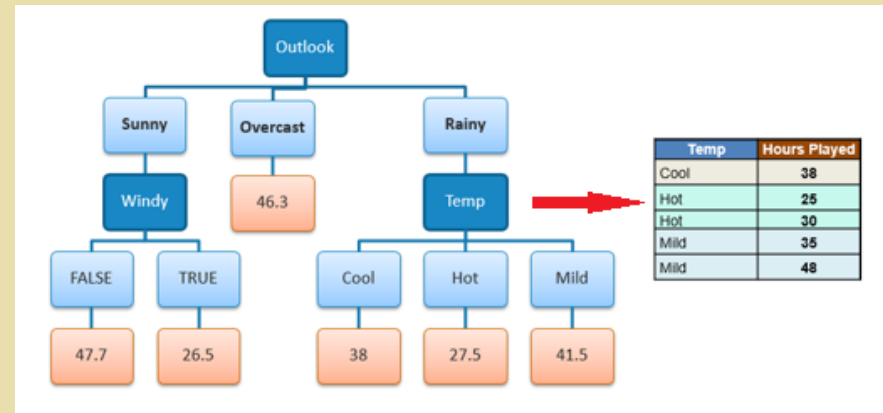 Outlook
Sunny Overcast Rainy
Windy 46.3 Temp
FALSE TRUE Cool Hot Mild
47.7 26.5 38 27.5 41.5
Temp Hours Played
Cool 38
Hot 25
Hot 30
Mild 35
Mild 48